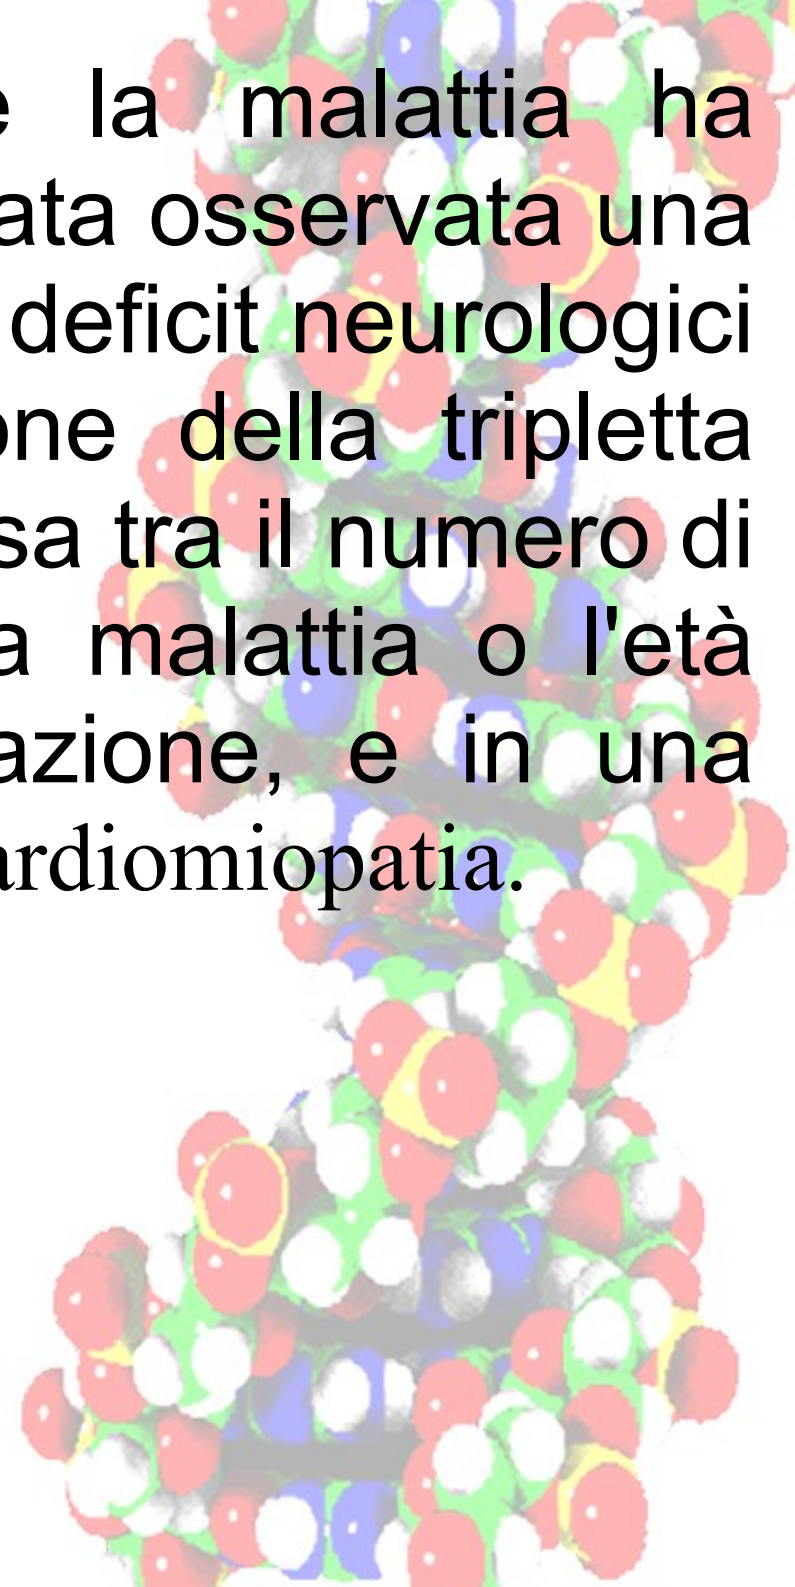 e la malattia ha
ata osservata una
deficit neurologici
one della tripletta
sa tra il numero di
a malattia o l'età
azione, e in una
ardiomiopatia.